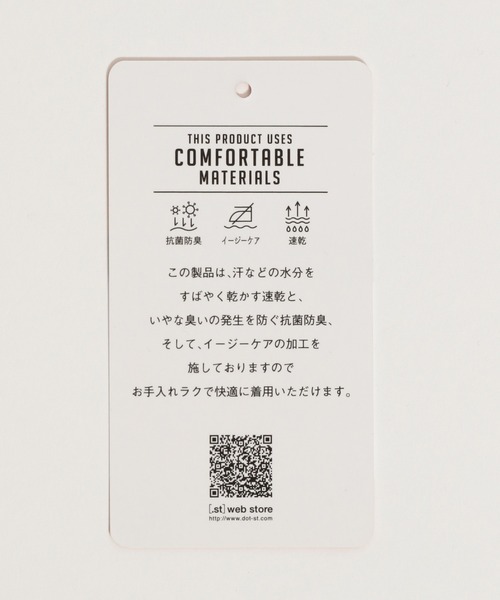 THIS PRODUCT USES
COMFORTABLE
MATERIALS
抗菌防臭 イージーケア 速乾
この製品は、汗などの水分を
すばやく乾かす速乾と、
いやな臭いの発生を防ぐ抗菌防臭、
そして、イージーケアの加工を
施しておりますので
お手入れラクで快適に着用いただけます。
[.st] web store
http://www.dot-st.com